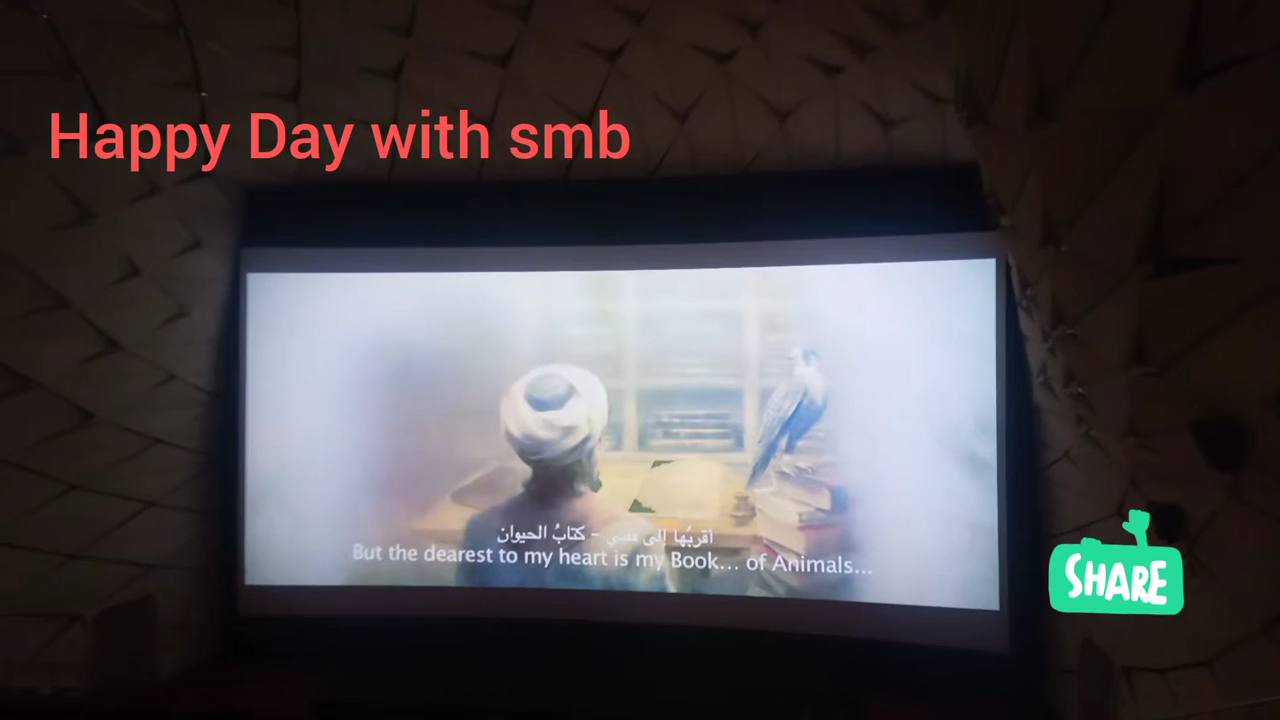 Happy Day with smb
أقربُها إلى قلبي – كتابُ الحيوان
But the dearest to my heart is my Book... of Animals...
SHARE